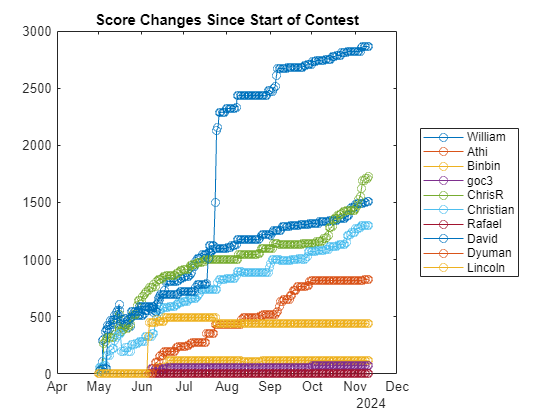 Score Changes Since Start of Contest
3000
2500
2000
1500
1000
500
0
Apr May Jun Jul Aug Sep Oct Nov Dec
2024
William
Athi
Binbin
goc3
ChrisR
Christian
Rafael
David
Dyuman
Lincoln